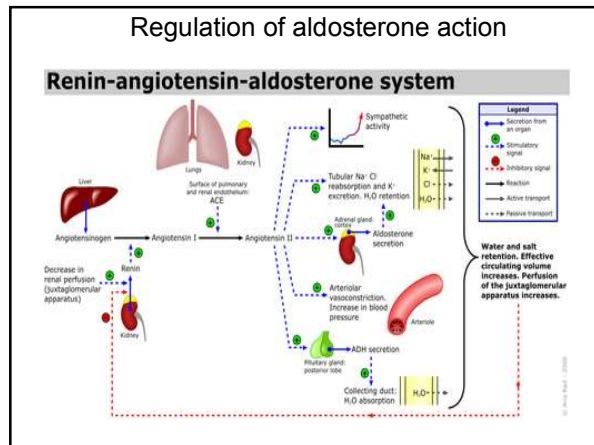 Regulation of aldosterone action
Renin-angiotensin-aldosterone system
Legend
Secretion from
an organ
Stimulatory
signal
Inhibitory signal
Reaction
Active transport
Passive transport
Lungs
Kidney
Surface of pulmonary
and renal endothelium:
ACE
Liver
Angiotensinogen
Angiotensin I
Angiotensin II
Decrease in
renal perfusion
(juxtaglomerular
apparatus)
Renin
Kidney
Sympathetic
activity
Tubular Na⁺ Cl⁻
reabsorption and K⁺
excretion. H₂O retention
Adrenal gland:
cortex
Aldosterone
secretion
Arteriolar
vasoconstriction.
Increase in blood
pressure
Arteriole
Pituitary gland:
posterior lobe
ADH secretion
Collecting duct:
H₂O absorption
Na⁺
K⁺
Cl⁻
H₂O
H₂O
Water and salt
retention. Effective
circulating volume
increases. Perfusion
of the juxtaglomerular
apparatus increases.